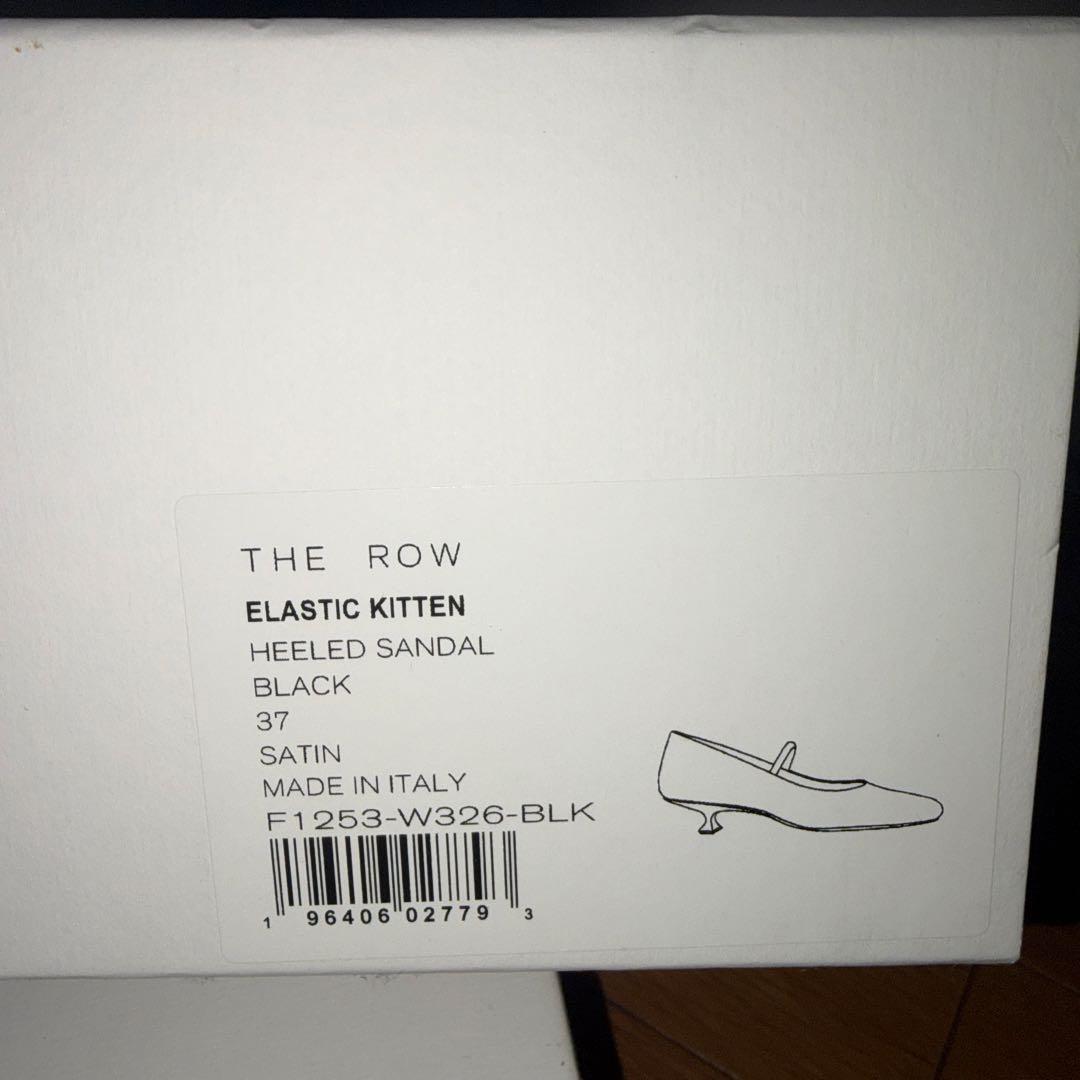 THE ROW
ELASTIC KITTEN
HEELED SANDAL
BLACK
37
SATIN
MADE IN ITALY
F1253-W326-BLK
1 96406 02779 3